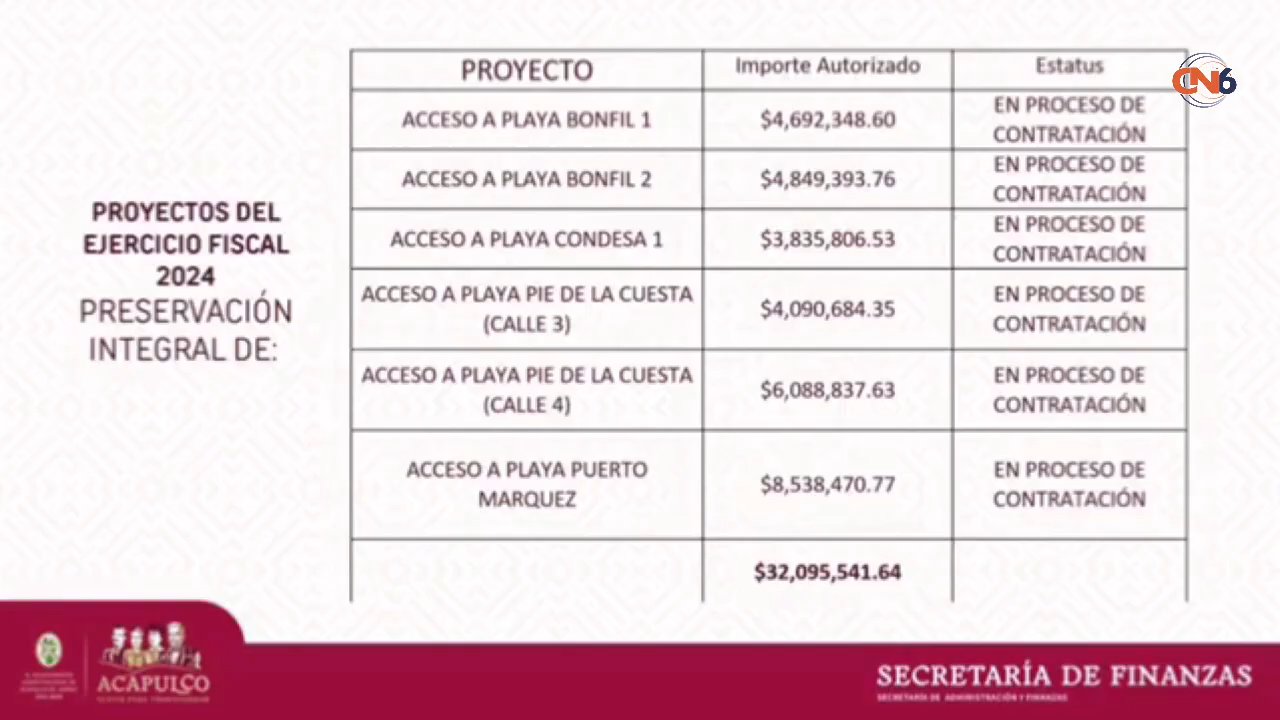 PROYECTOS DEL
EJERCICIO FISCAL
2024
PRESERVACIÓN
INTEGRAL DE:
PROYECTO Importe Autorizado Estatus
ACCESO A PLAYA BONFIL 1 $4,692,348.60 EN PROCESO DE CONTRATACIÓN
ACCESO A PLAYA BONFIL 2 $4,849,393.76 EN PROCESO DE CONTRATACIÓN
ACCESO A PLAYA CONDESA 1 $3,835,806.53 EN PROCESO DE CONTRATACIÓN
ACCESO A PLAYA PIE DE LA CUESTA (CALLE 3) $4,090,684.35 EN PROCESO DE CONTRATACIÓN
ACCESO A PLAYA PIE DE LA CUESTA (CALLE 4) $6,088,837.63 EN PROCESO DE CONTRATACIÓN
ACCESO A PLAYA PUERTO MARQUEZ $8,538,470.77 EN PROCESO DE CONTRATACIÓN
$32,095,541.64
CN6
ACAPULCO
SECRETARÍA DE FINANZAS
SECRETARÍA DE ADMINISTRACIÓN Y FINANZAS